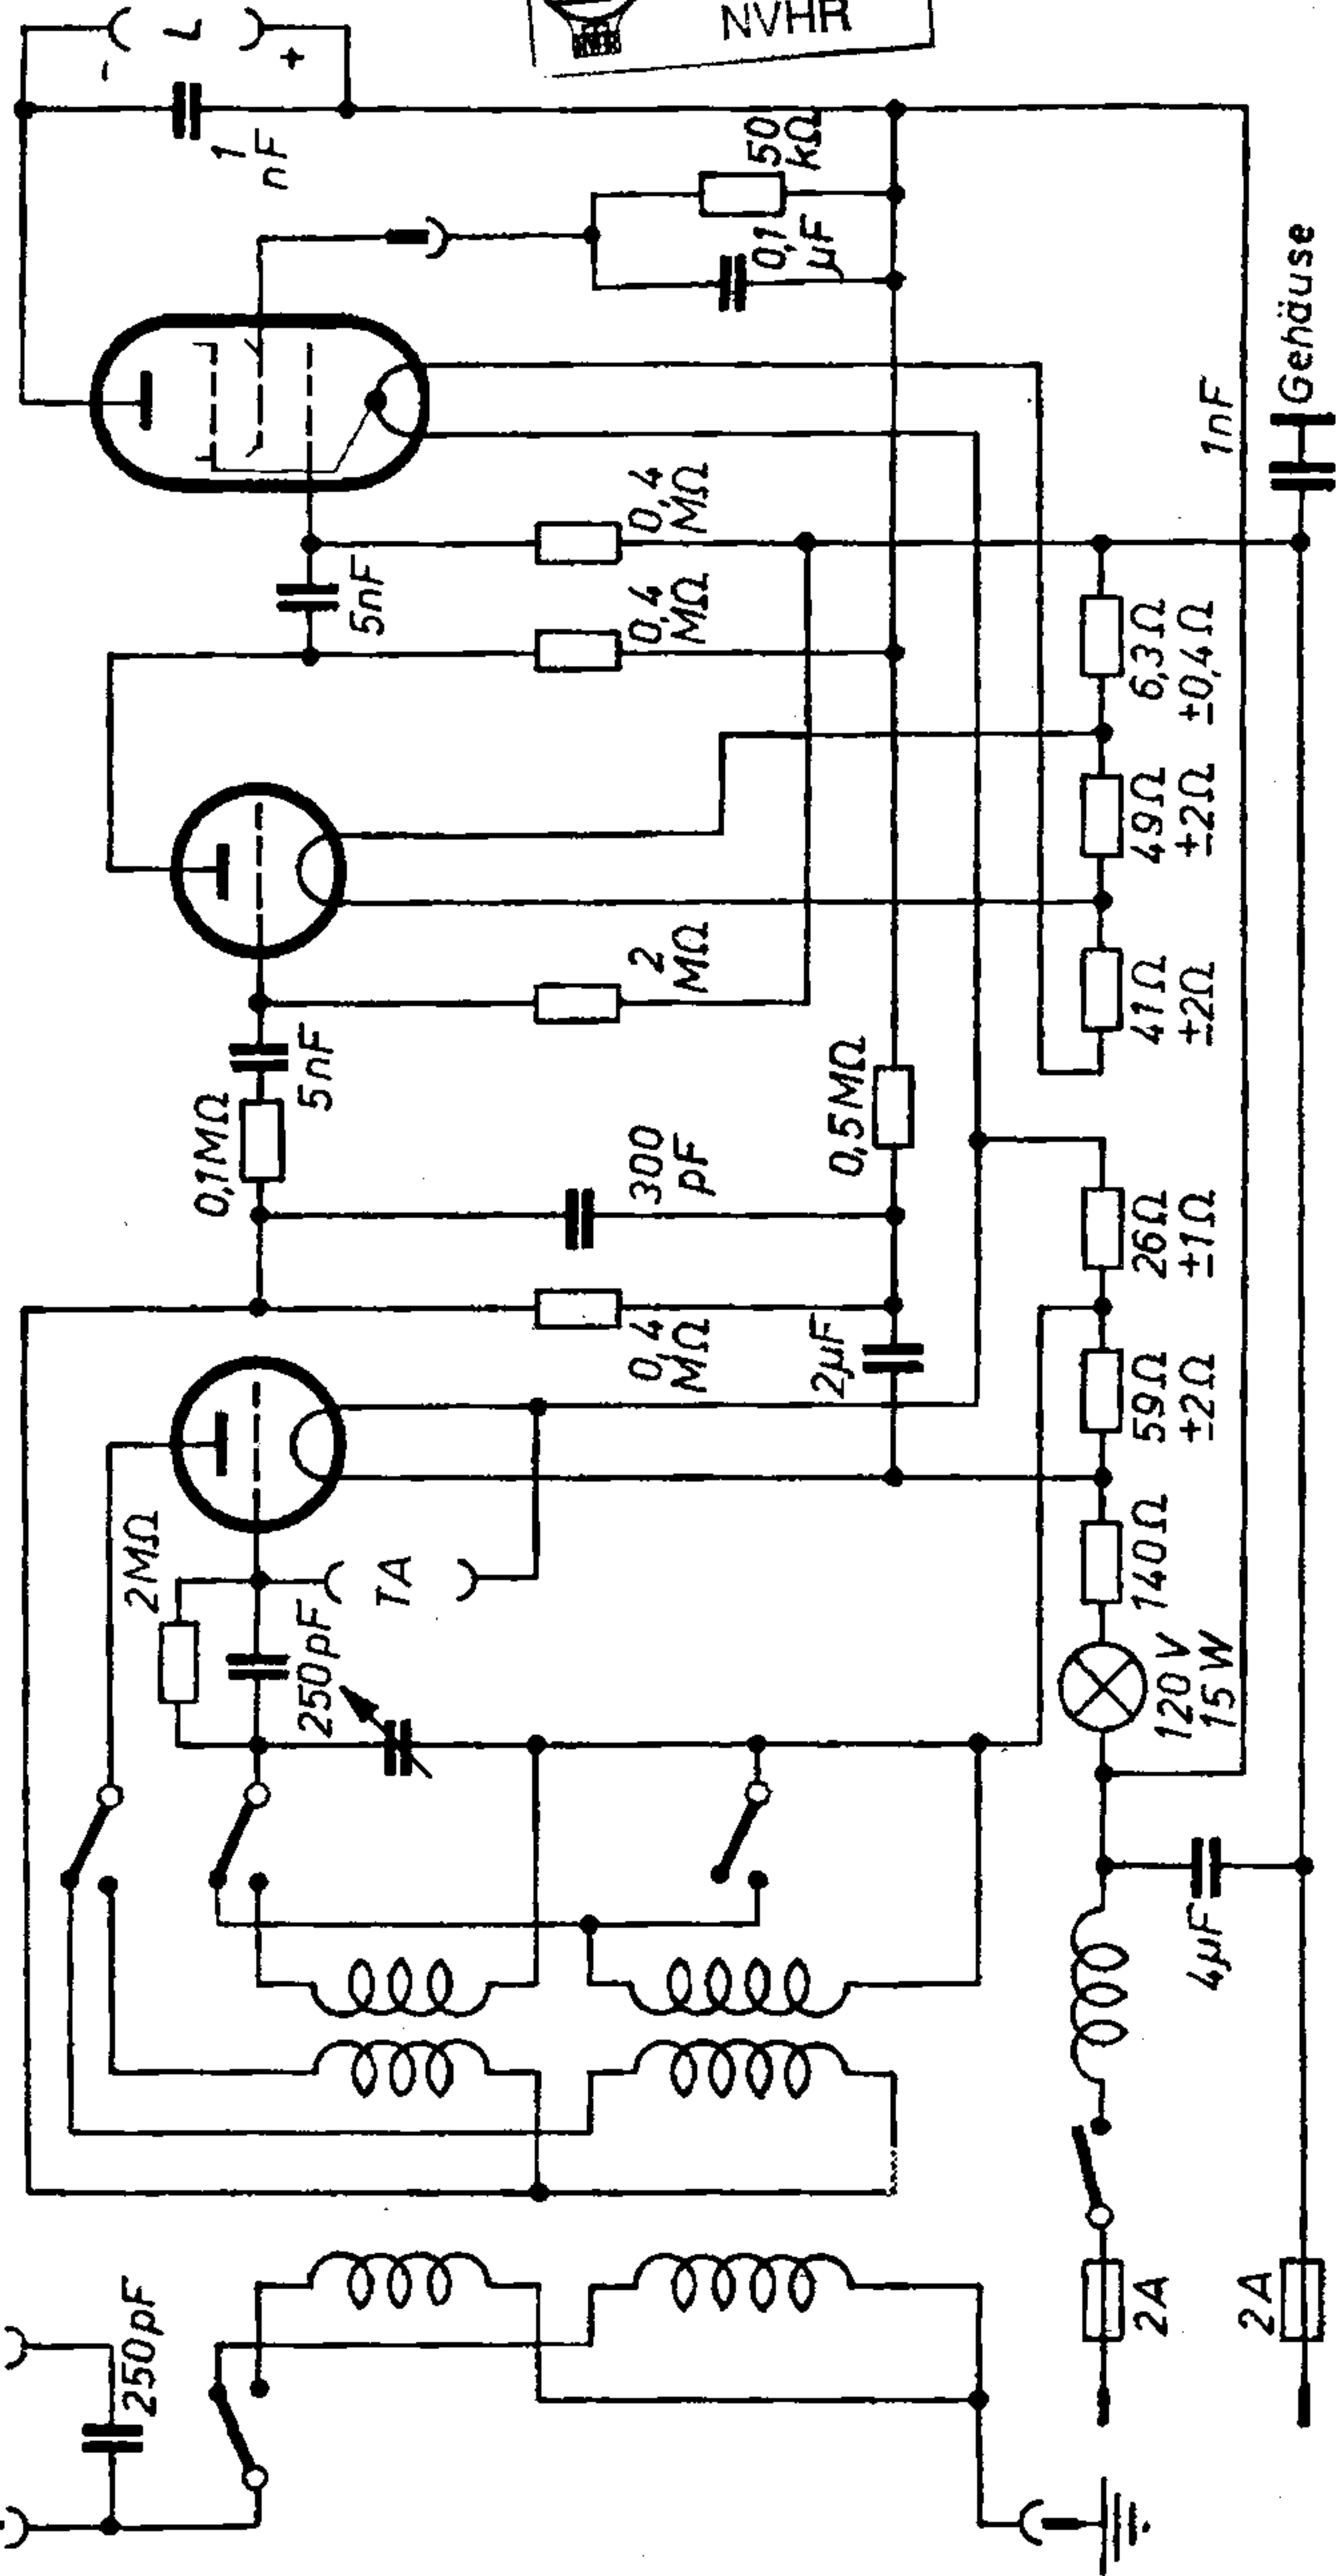 250pF
2MΩ
250pF
TA
0,1MΩ
5nF
300
pF
0,4
MΩ
2µF
0,5MΩ
2
MΩ
5nF
0,4
MΩ
0,4
MΩ
1
nF
-
L
+
0,1
µF
50
kΩ
NVHR
2A
2A
4µF
120V
15W
140Ω
59Ω
±2Ω
26Ω
±1Ω
41Ω
±2Ω
49Ω
±2Ω
6,3Ω
±0,4Ω
1nF
Gehäuse